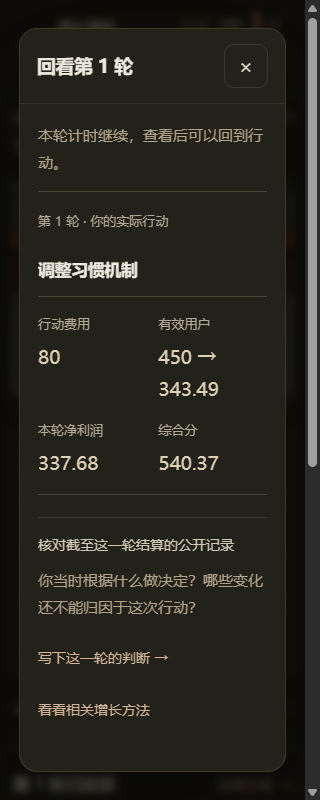 回看第 1 轮
×
本轮计时继续，查看后可以回到行
动。
第 1 轮 · 你的实际行动
调整习惯机制
行动费用
有效用户
80
450 →
343.49
本轮净利润
综合分
337.68
540.37
核对截至这一轮结算的公开记录
你当时根据什么做决定？哪些变化
还不能归因于这次行动？
写下这一轮的判断 →
看看相关增长方法